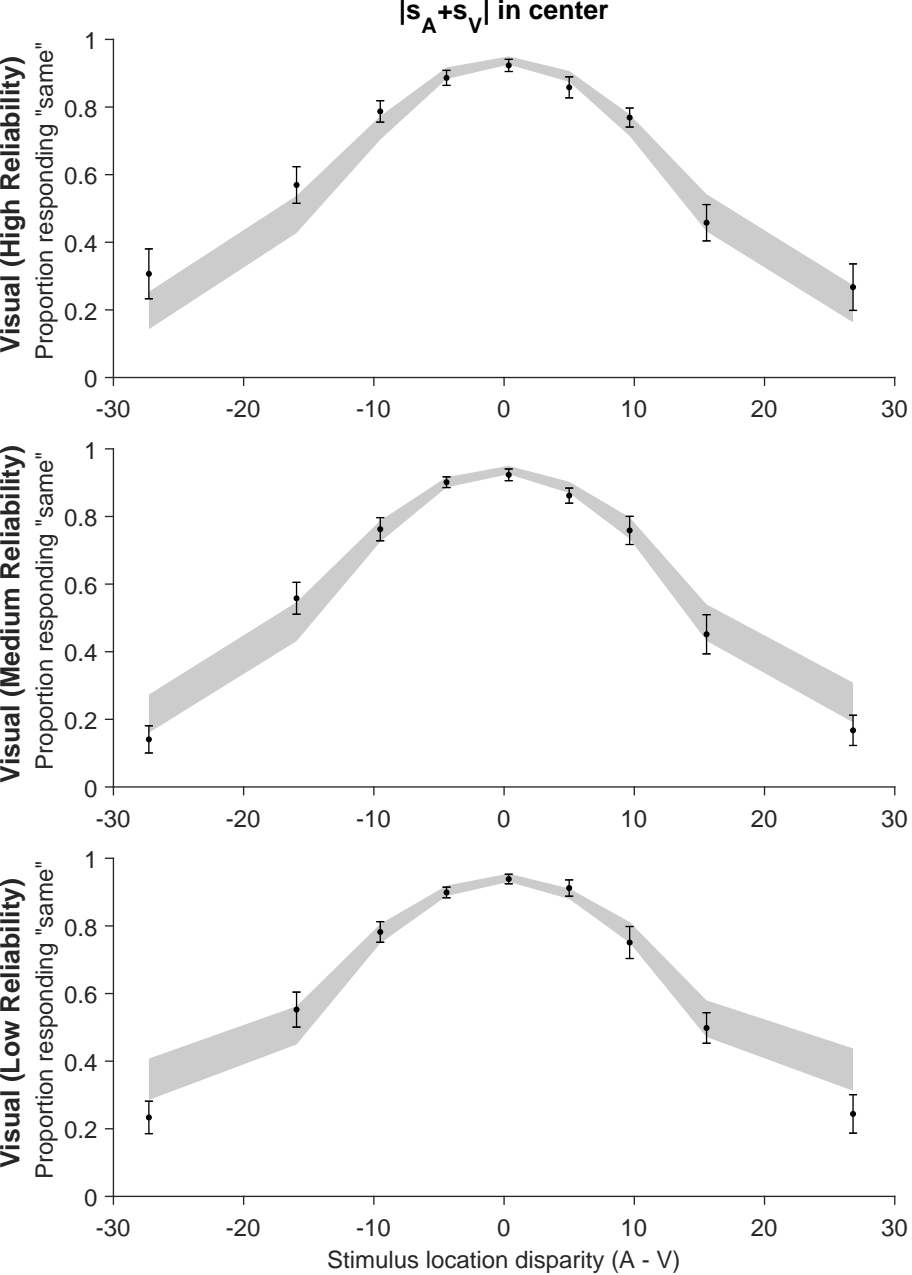 |sA+sV| in center
Visual (High Reliability)
Proportion responding "same"
1
0.8
0.6
0.4
0.2
0
-30 -20 -10 0 10 20 30
Visual (Medium Reliability)
Proportion responding "same"
1
0.8
0.6
0.4
0.2
0
-30 -20 -10 0 10 20 30
Visual (Low Reliability)
Proportion responding "same"
1
0.8
0.6
0.4
0.2
0
-30 -20 -10 0 10 20 30
Stimulus location disparity (A - V)